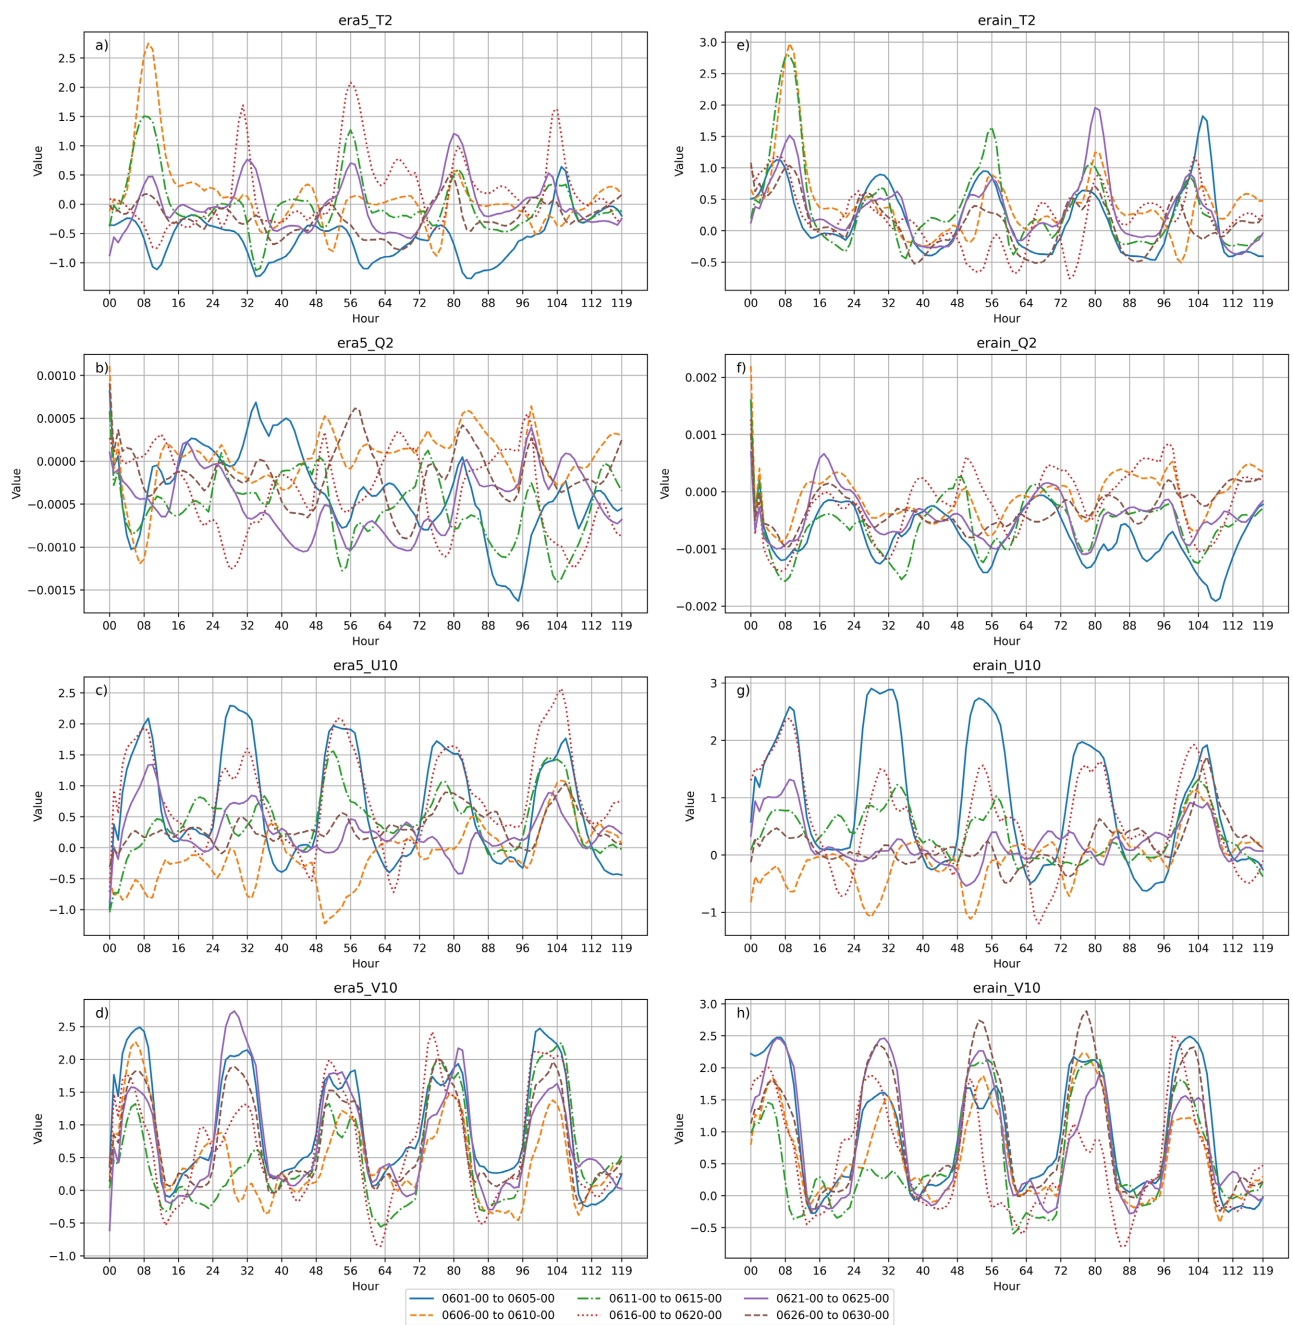 era5_T2
a)
2.5
2.0
1.5
1.0
0.5
0.0
−0.5
−1.0
Value
00 08 16 24 32 40 48 56 64 72 80 88 96 104 112 119
Hour
erain_T2
e)
3.0
2.5
2.0
1.5
1.0
0.5
0.0
−0.5
Value
00 08 16 24 32 40 48 56 64 72 80 88 96 104 112 119
Hour
era5_Q2
b)
0.0010
0.0005
0.0000
−0.0005
−0.0010
−0.0015
Value
00 08 16 24 32 40 48 56 64 72 80 88 96 104 112 119
Hour
erain_Q2
f)
0.002
0.001
0.000
−0.001
−0.002
Value
00 08 16 24 32 40 48 56 64 72 80 88 96 104 112 119
Hour
era5_U10
c)
2.5
2.0
1.5
1.0
0.5
0.0
−0.5
−1.0
Value
00 08 16 24 32 40 48 56 64 72 80 88 96 104 112 119
Hour
erain_U10
g)
3
2
1
0
−1
Value
00 08 16 24 32 40 48 56 64 72 80 88 96 104 112 119
Hour
era5_V10
d)
2.5
2.0
1.5
1.0
0.5
0.0
−0.5
−1.0
Value
00 08 16 24 32 40 48 56 64 72 80 88 96 104 112 119
Hour
erain_V10
h)
3.0
2.5
2.0
1.5
1.0
0.5
0.0
−0.5
Value
00 08 16 24 32 40 48 56 64 72 80 88 96 104 112 119
Hour
0601-00 to 0605-00
0606-00 to 0610-00
0611-00 to 0615-00
0616-00 to 0620-00
0621-00 to 0625-00
0626-00 to 0630-00